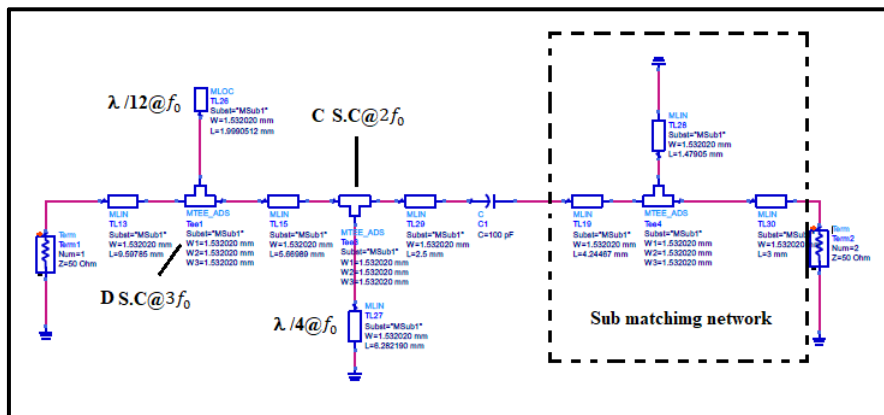 λ /12@f₀
MLOC
TL26
Subst="MSub1"
W=1.532020 mm
L=1.9990512 mm
C S.C@2f₀
MLIN
TL28
Subst="MSub1"
W=1.532020 mm
L=1.47905 mm
MLIN
TL13
Subst="MSub1"
W=1.532020 mm
L=9.59785 mm
MTEE_ADS
Tee1
Subst="MSub1"
W1=1.532020 mm
W2=1.532020 mm
W3=1.532020 mm
MLIN
TL15
Subst="MSub1"
W=1.532020 mm
L=5.66989 mm
MTEE_ADS
Subst="MSub1"
W1=1.532020 mm
W2=1.532020 mm
W3=1.532020 mm
MLIN
TL29
Subst="MSub1"
W=1.532020 mm
L=2.5 mm
C
C1
C=100 pF
MLIN
TL19
Subst="MSub1"
W=1.532020 mm
L=4.24467 mm
MTEE_ADS
Tee4
Subst="MSub1"
W1=1.532020 mm
W2=1.532020 mm
W3=1.532020 mm
MLIN
TL30
Subst="MSub1"
W=1.532020 mm
L=3 mm
Term
Term1
Num=1
Z=50 Ohm
Term
Term2
Num=2
Z=50 Ohm
D S.C@3f₀
λ /4@f₀
MLIN
TL27
Subst="MSub1"
W=1.532020 mm
L=6.282190 mm
Sub matchimg network